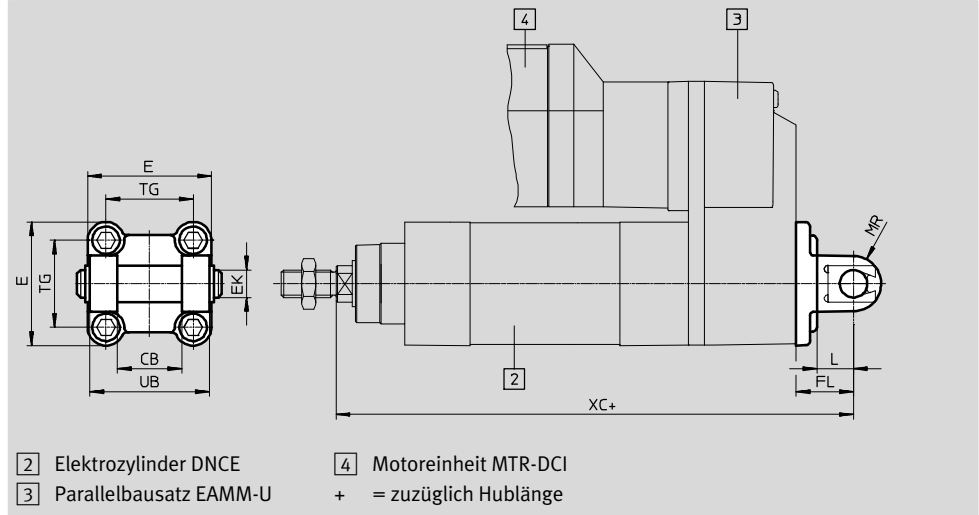 4
3
E
TG
E
TG
EK
CB
UB
MR
L
FL
2
XC+
2 Elektrozylinder DNCE
3 Parallelbausatz EAMM-U
4 Motoreinheit MTR-DCI
+ = zuzüglich Hublänge